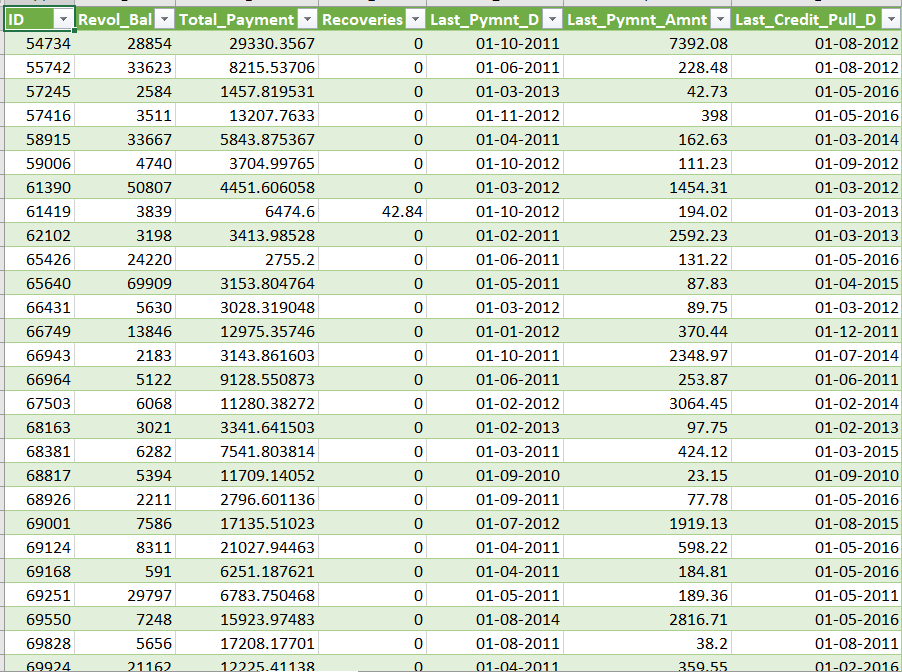 ID Revol_Bal Total_Payment Recoveries Last_Pymnt_D Last_Pymnt_Amnt Last_Credit_Pull_D
54734 28854 29330.3567 0 01-10-2011 7392.08 01-08-2012
55742 33623 8215.53706 0 01-06-2011 228.48 01-08-2012
57245 2584 1457.819531 0 01-03-2013 42.73 01-05-2016
57416 3511 13207.7633 0 01-11-2012 398 01-05-2016
58915 33667 5843.875367 0 01-04-2011 162.63 01-03-2014
59006 4740 3704.99765 0 01-10-2012 111.23 01-09-2012
61390 50807 4451.606058 0 01-03-2012 1454.31 01-03-2012
61419 3839 6474.6 42.84 01-10-2012 194.02 01-03-2013
62102 3198 3413.98528 0 01-02-2011 2592.23 01-03-2013
65426 24220 2755.2 0 01-06-2011 131.22 01-05-2016
65640 69909 3153.804764 0 01-05-2011 87.83 01-04-2015
66431 5630 3028.319048 0 01-03-2012 89.75 01-03-2012
66749 13846 12975.35746 0 01-01-2012 370.44 01-12-2011
66943 2183 3143.861603 0 01-10-2011 2348.97 01-07-2014
66964 5122 9128.550873 0 01-06-2011 253.87 01-06-2011
67503 6068 11280.38272 0 01-02-2012 3064.45 01-02-2014
68163 3021 3341.641503 0 01-02-2013 97.75 01-02-2013
68381 6282 7541.803814 0 01-03-2011 424.12 01-03-2015
68817 5394 11709.14052 0 01-09-2010 23.15 01-09-2010
68926 2211 2796.601136 0 01-09-2011 77.78 01-05-2016
69001 7586 17135.51023 0 01-07-2012 1919.13 01-08-2015
69124 8311 21027.94463 0 01-04-2011 598.22 01-05-2016
69168 591 6251.187621 0 01-04-2011 184.81 01-05-2016
69251 29797 6783.750468 0 01-05-2011 189.36 01-05-2011
69550 7248 15923.97483 0 01-08-2014 2816.71 01-05-2016
69828 5656 17208.17701 0 01-08-2011 38.2 01-08-2011
69924 21162 12225.41138 0 01-04-2011 359.55 01-02-2016